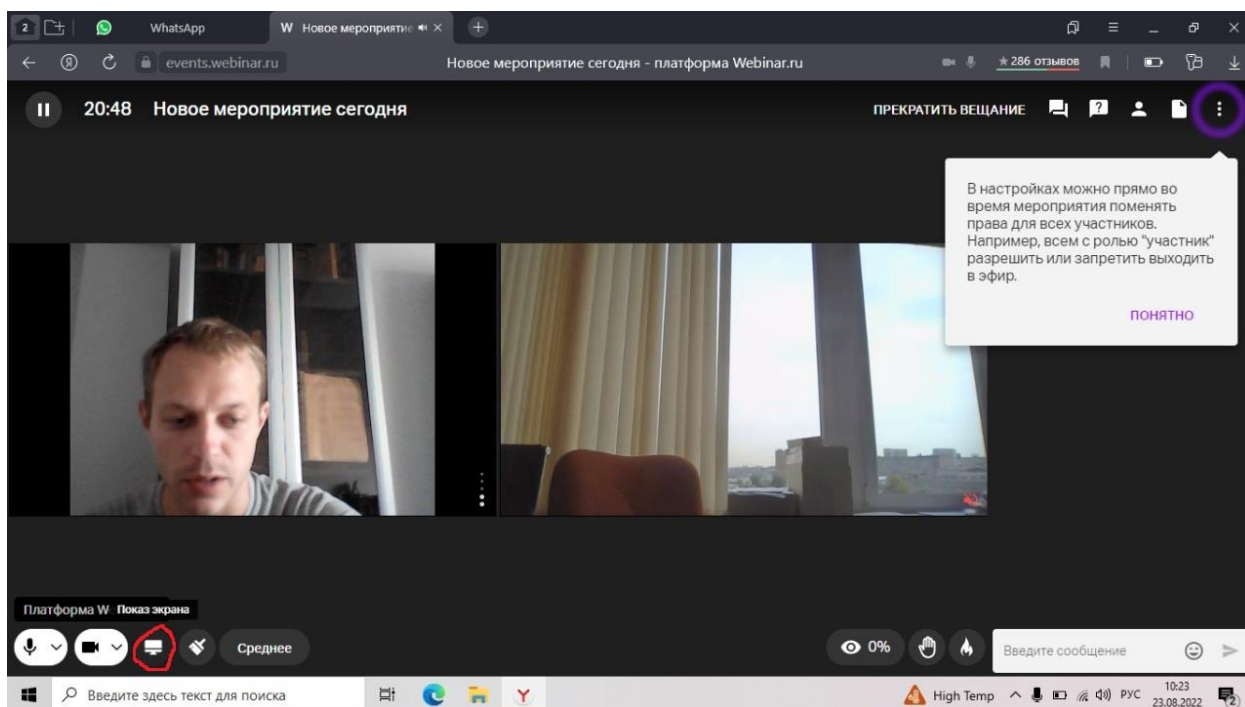 2
WhatsApp
W Новое мероприятие
events.webinar.ru
Новое мероприятие сегодня - платформа Webinar.ru
★ 286 отзывов
20:48 Новое мероприятие сегодня
ПРЕКРАТИТЬ ВЕЩАНИЕ
?
В настройках можно прямо во
время мероприятия поменять
права для всех участников.
Например, всем с ролью "участник"
разрешить или запретить выходить
в эфир.
ПОНЯТНО
Платформа W Показ экрана
Среднее
0%
Введите сообщение
Введите здесь текст для поиска
High Temp
РУС
10:23
23.08.2022
2